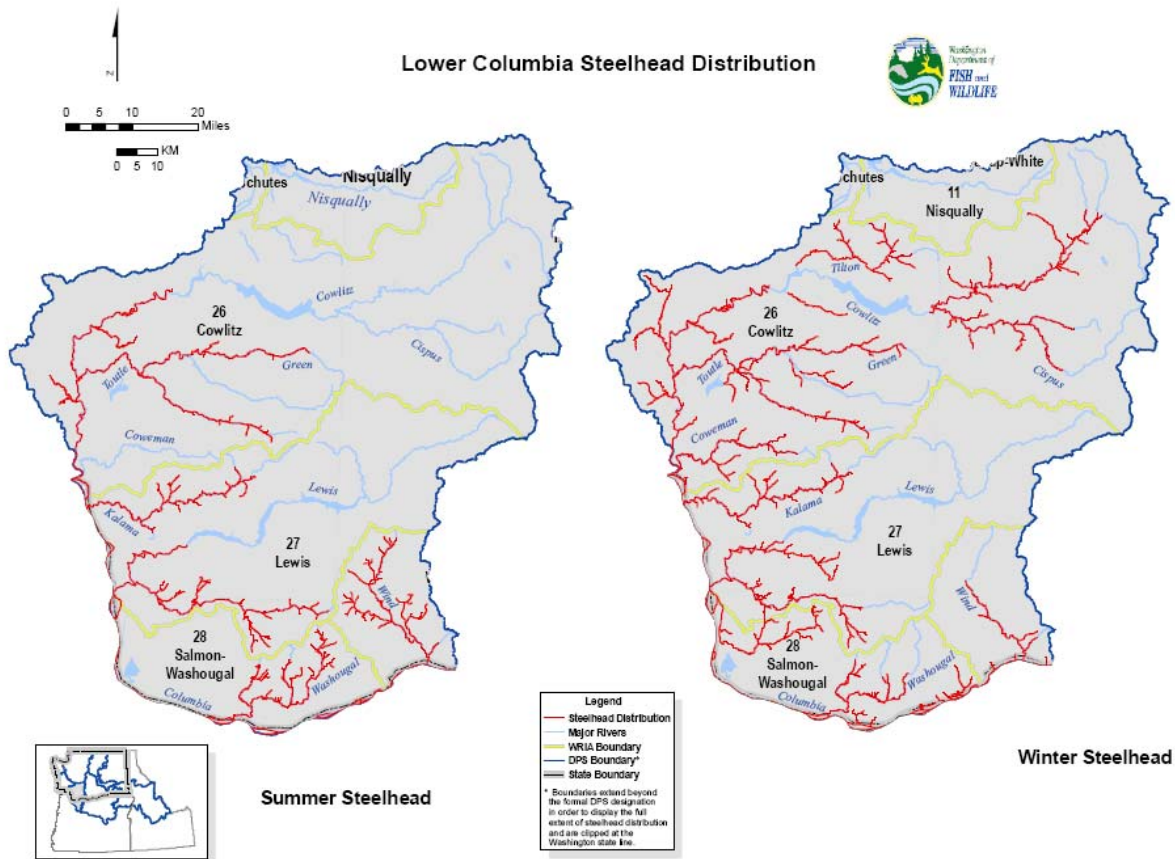 Lower Columbia Steelhead Distribution
Washington
Department of
FISH and
WILDLIFE
N
0 5 10 20
Miles
KM
0 5 10
chutes
Nisqually
Nisqually
Cowlitz
26
Cowlitz
Cispus
Green
Toutle
Coweman
Lewis
Kalama
27
Lewis
Wind
28
Salmon-
Washougal
Washougal
Columbia
Summer Steelhead
chutes
up-White
11
Nisqually
Tilton
26
Cowlitz
Cowlitz
Cispus
Green
Toutle
Coweman
Lewis
Kalama
27
Lewis
Wind
28
Salmon-
Washougal
Washougal
Columbia
Winter Steelhead
Legend
Steelhead Distribution
Major Rivers
WRIA Boundary
DPS Boundary*
State Boundary
* Boundaries extend beyond
the formal DPS designation
in order to display the full
extent of steelhead distribution
and are clipped at the
Washington state line.